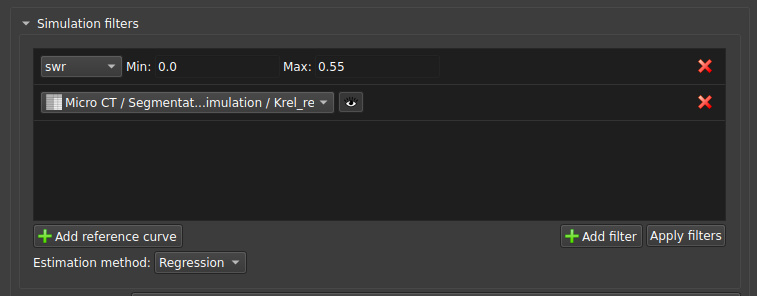 Simulation filters
swr Min: 0.0 Max: 0.55
Micro CT / Segmentat...imulation / Krel_re
Add reference curve Add filter Apply filters
Estimation method: Regression